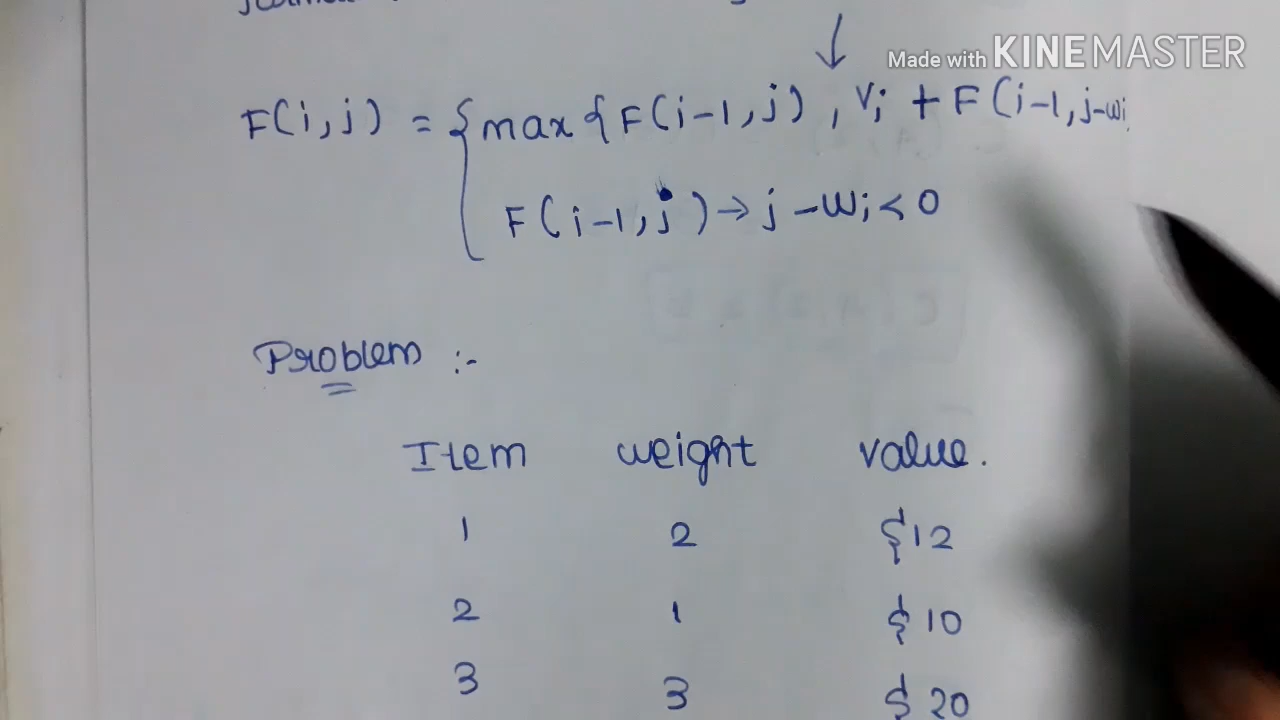 Made with KINEMASTER
F(i,j) = { max { F(i-1,j) , Vi + F(i-1,j-wi
F(i-1,j) → j -wi < 0
Problem :-
Item weight value.
1 2 $12
2 1 $10
3 3 $20